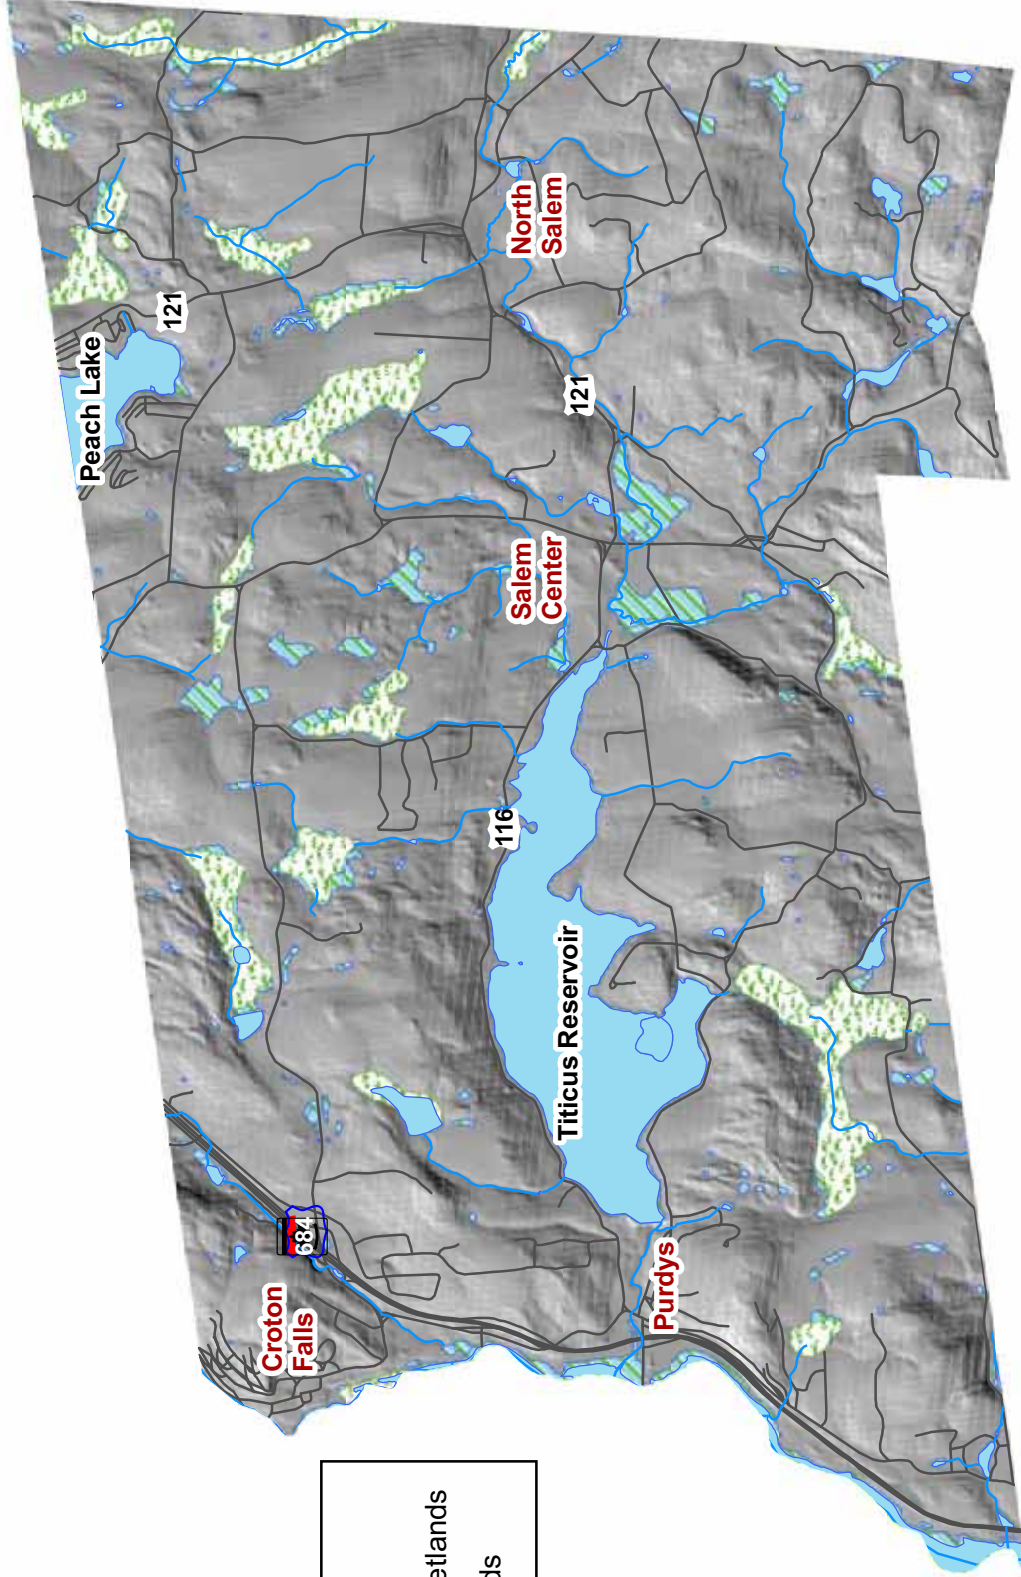 Peach Lake
121
North
Salem
121
Salem
Center
116
Titicus Reservoir
684
Croton
Falls
Purdys